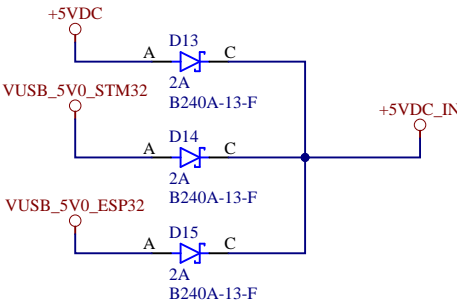 +5VDC
D13
A
C
2A
B240A-13-F
VUSB_5V0_STM32
+5VDC_IN
D14
A
C
2A
B240A-13-F
VUSB_5V0_ESP32
D15
A
C
2A
B240A-13-F